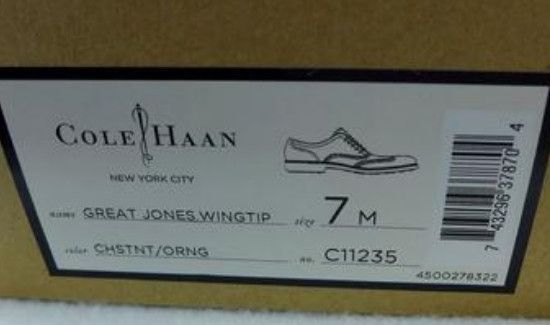 COLE HAAN
NEW YORK CITY
name GREAT JONES WINGTIP size 7 M
color CHSTNT/ORNG no. C11235
7 43296 37870 4
4500278322